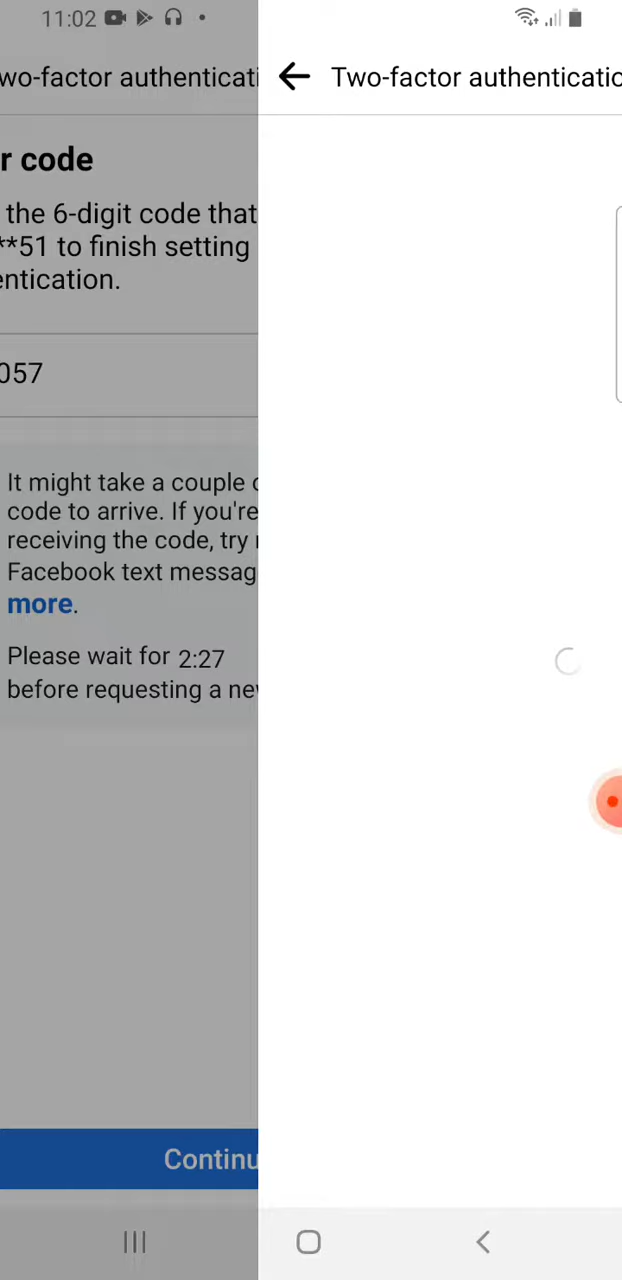 11:02
wo-factor authenticati
r code
the 6-digit code that
**51 to finish setting
entication.
057
It might take a couple
code to arrive. If you're
receiving the code, try
Facebook text messag
more.
Please wait for 2:27
before requesting a ne
Continu
Two-factor authenticatio